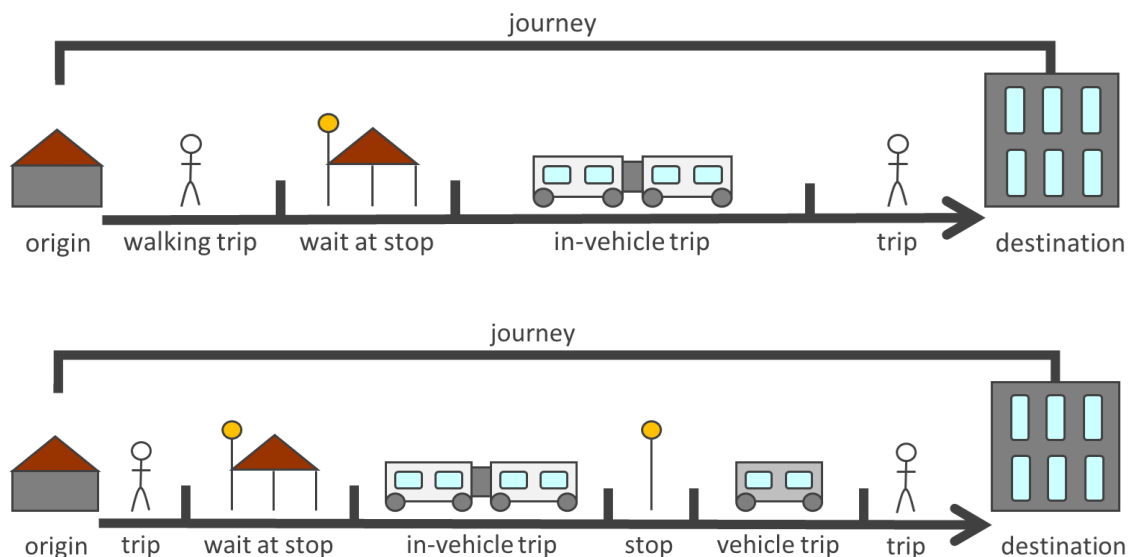 journey
origin walking trip wait at stop in-vehicle trip trip destination
journey
origin trip wait at stop in-vehicle trip stop vehicle trip trip destination